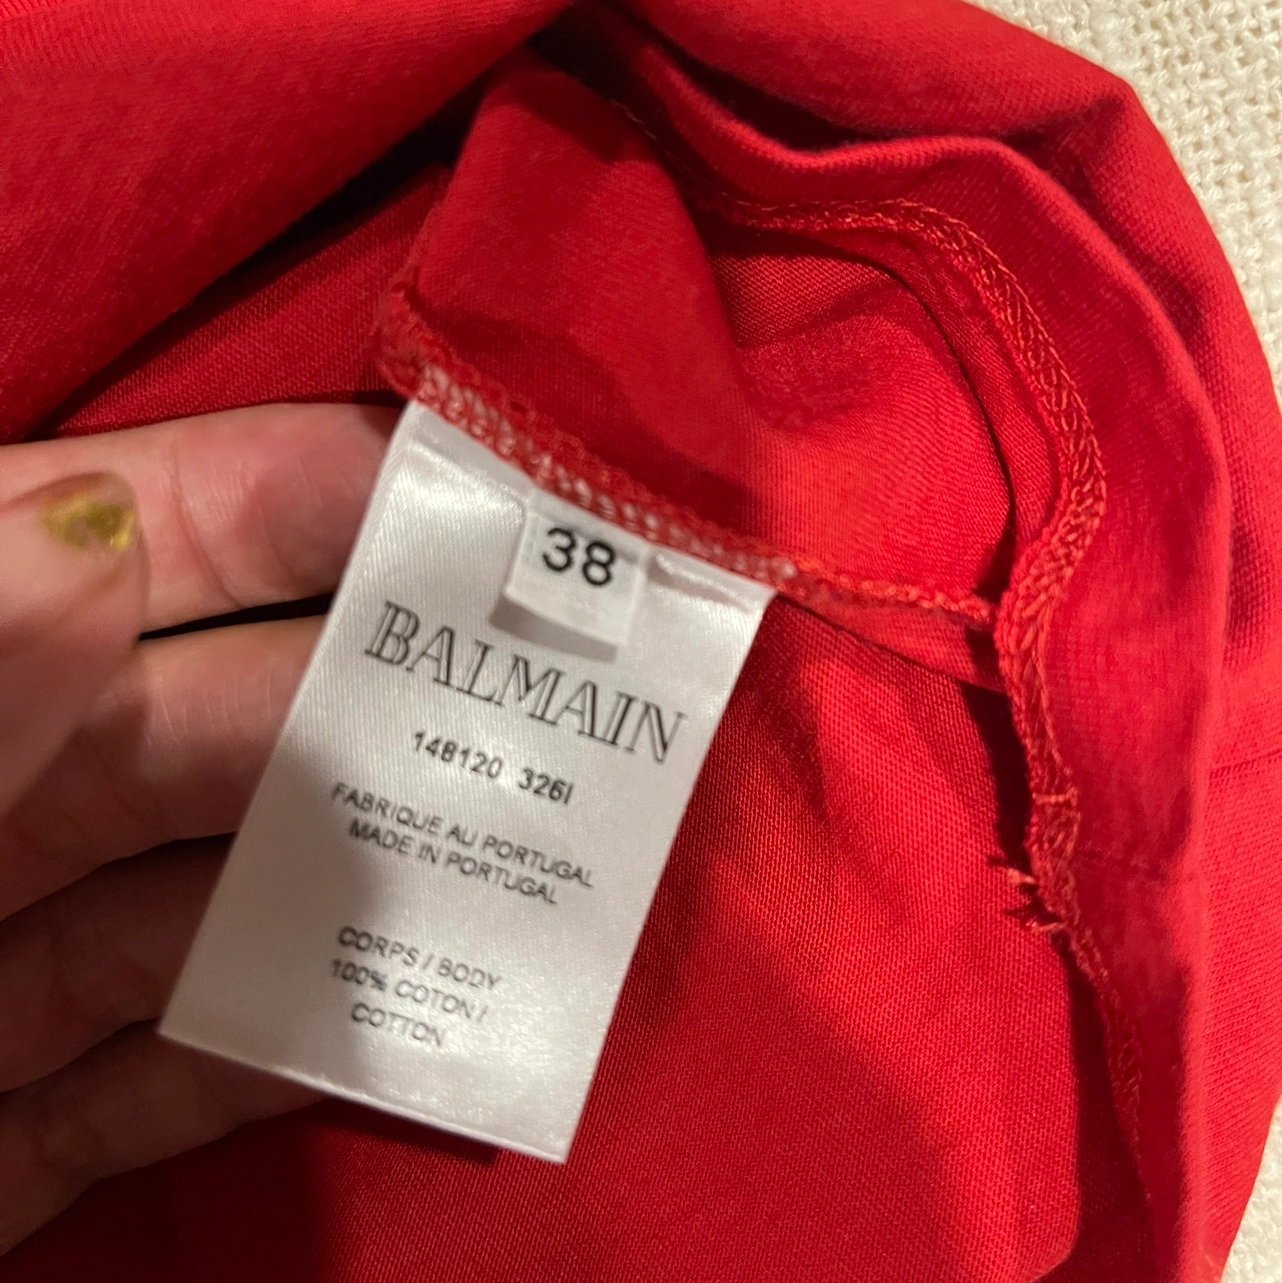 38
BALMAIN
148120 326I
FABRIQUE AU PORTUGAL
MADE IN PORTUGAL
CORPS / BODY
100% COTON /
COTTON